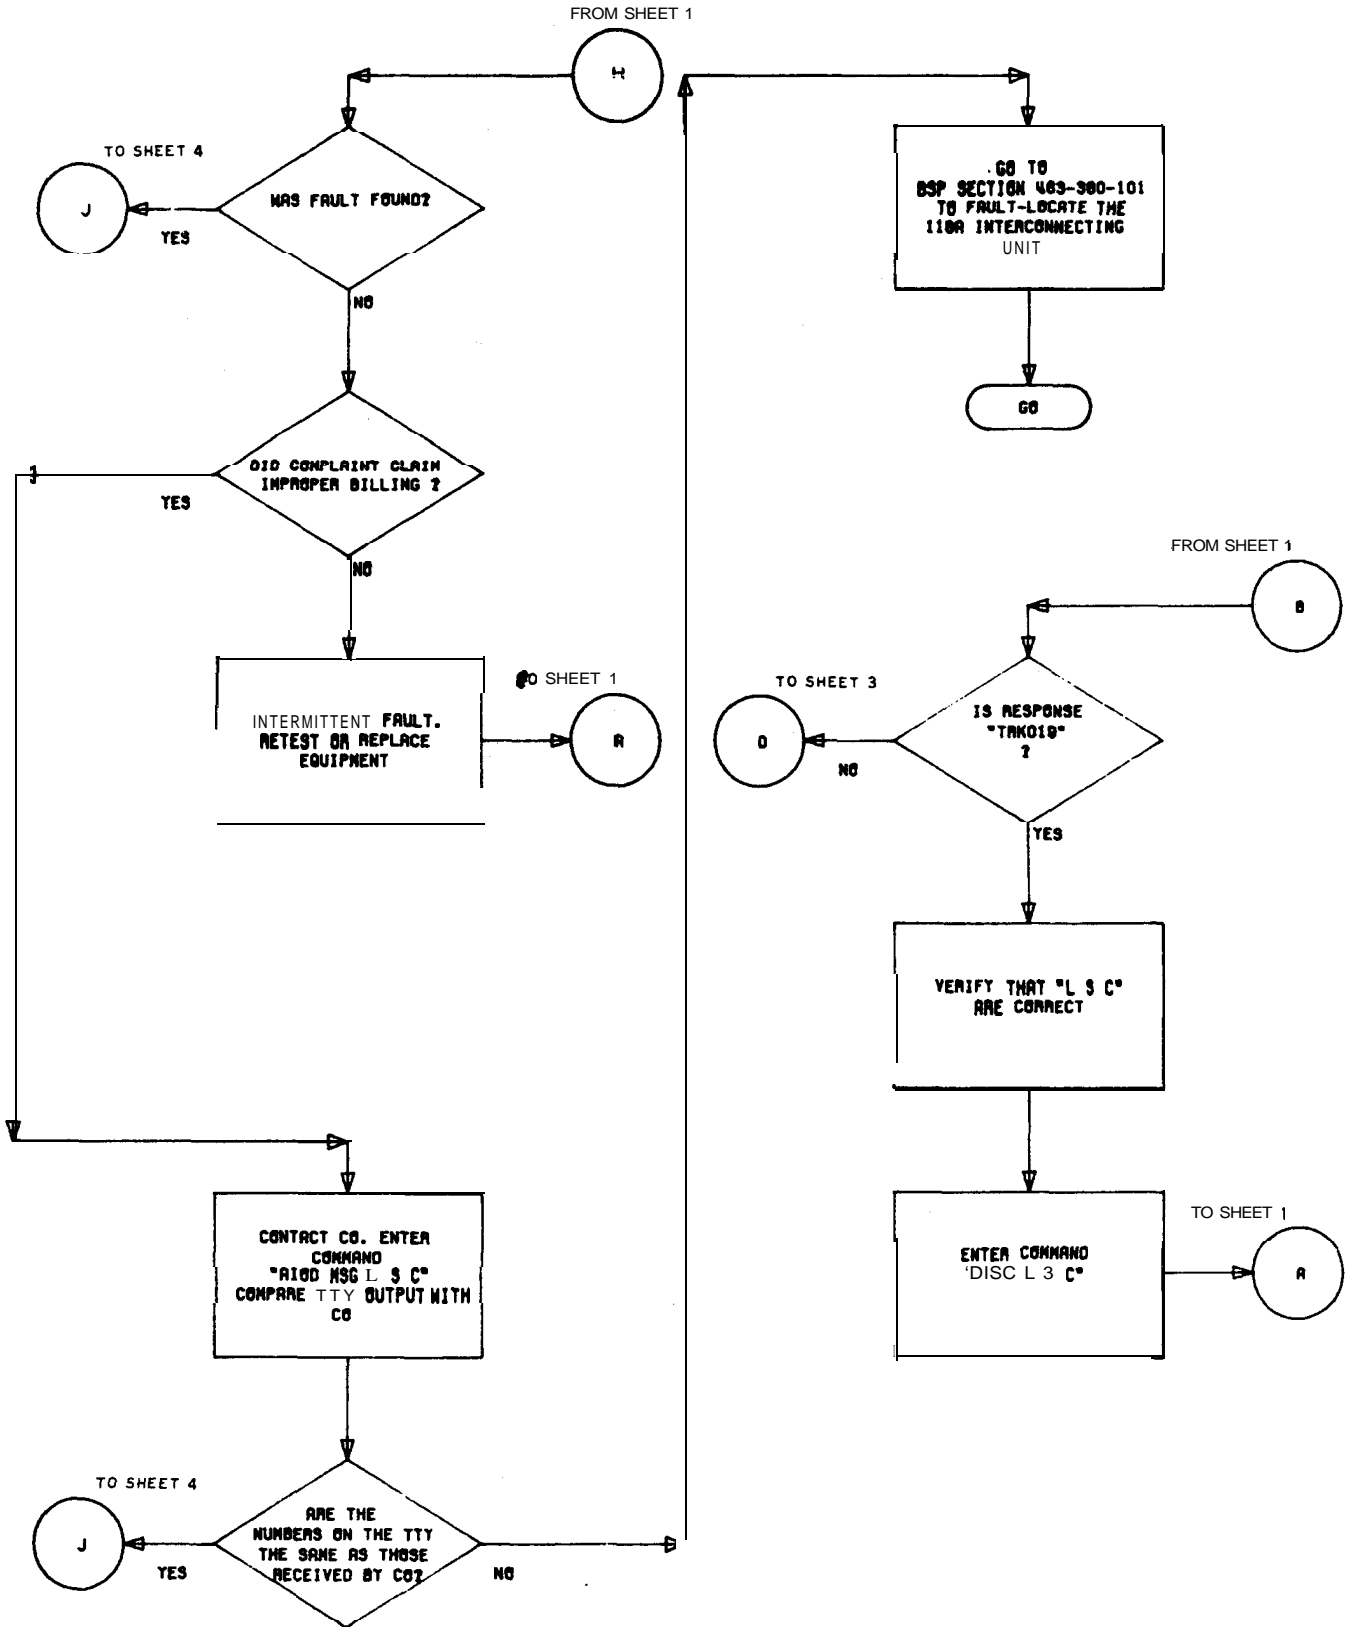 FROM SHEET 1
H
TO SHEET 4
J
YES
WAS FAULT FOUND?
NO
DID COMPLAINT CLAIM
IMPROPER BILLING ?
YES
NO
INTERMITTENT FAULT.
RETEST OR REPLACE
EQUIPMENT
TO SHEET 1
A
CONTACT CO. ENTER
COMMAND
"AIOD MSG L S C"
COMPARE TTY OUTPUT WITH
CO
TO SHEET 4
J
YES
ARE THE
NUMBERS ON THE TTY
THE SAME AS THOSE
RECEIVED BY CO?
NO
GO TO
BSP SECTION 463-380-101
TO FAULT-LOCATE THE
118A INTERCONNECTING
UNIT
GO
FROM SHEET 1
B
TO SHEET 3
D
NO
IS RESPONSE
"TRK019"
?
YES
VERIFY THAT "L S C"
ARE CORRECT
ENTER COMMAND
'DISC L 3 C"
TO SHEET 1
A